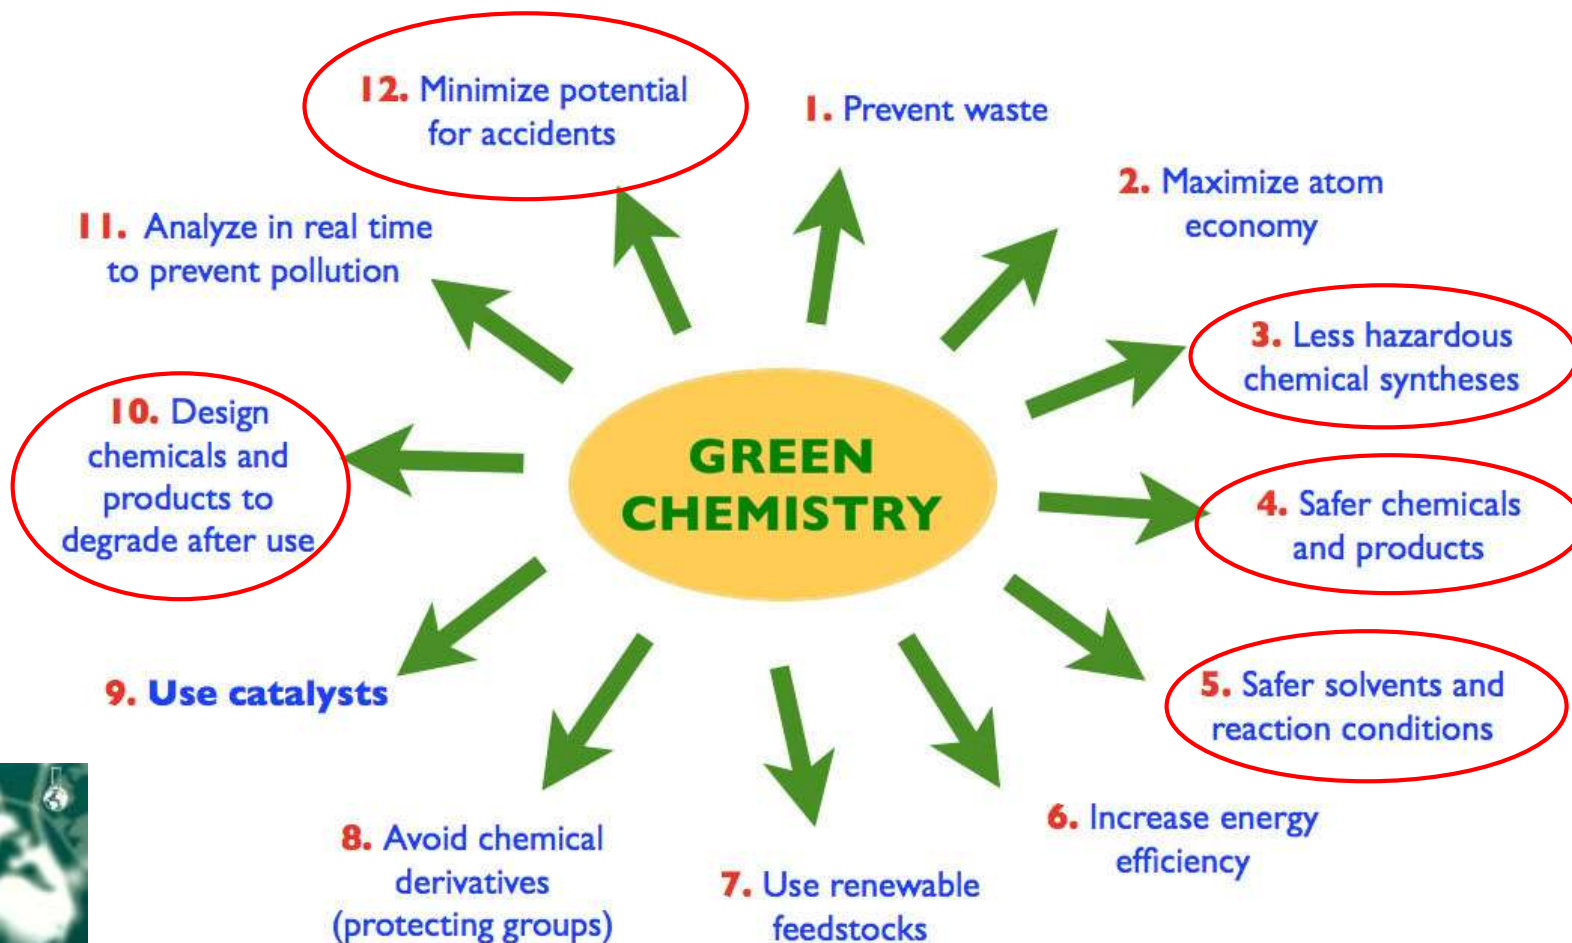 GREEN
CHEMISTRY
1. Prevent waste
2. Maximize atom
economy
3. Less hazardous
chemical syntheses
4. Safer chemicals
and products
5. Safer solvents and
reaction conditions
6. Increase energy
efficiency
7. Use renewable
feedstocks
8. Avoid chemical
derivatives
(protecting groups)
9. Use catalysts
10. Design
chemicals and
products to
degrade after use
11. Analyze in real time
to prevent pollution
12. Minimize potential
for accidents